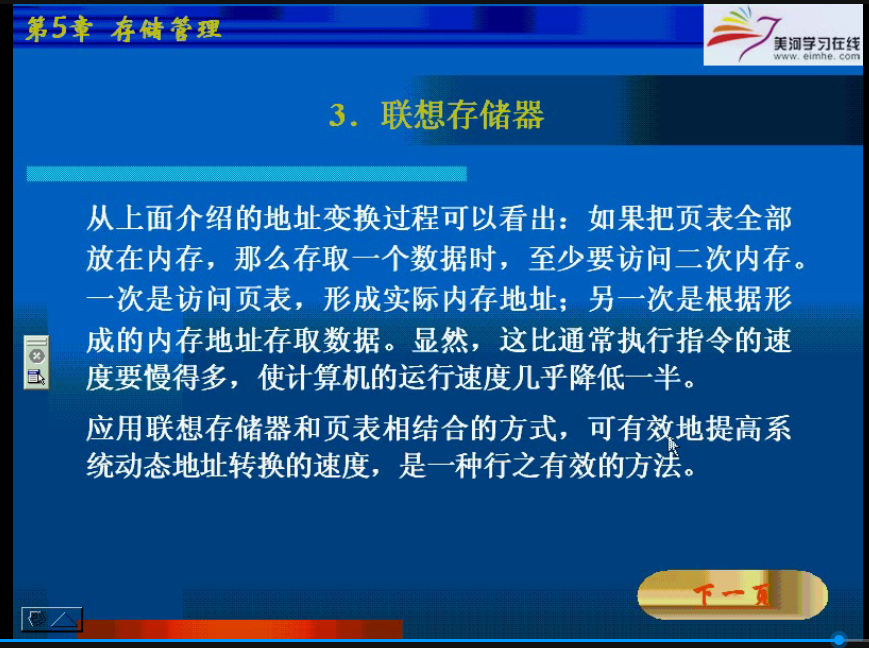 第5章 存储管理
美河学习在线
www. eimhe. com
3. 联想存储器
从上面介绍的地址变换过程可以看出：如果把页表全部
放在内存，那么存取一个数据时，至少要访问二次内存。
一次是访问页表，形成实际内存地址；另一次是根据形
成的内存地址存取数据。显然，这比通常执行指令的速
度要慢得多，使计算机的运行速度几乎降低一半。
应用联想存储器和页表相结合的方式，可有效地提高系
统动态地址转换的速度，是一种行之有效的方法。
下一页